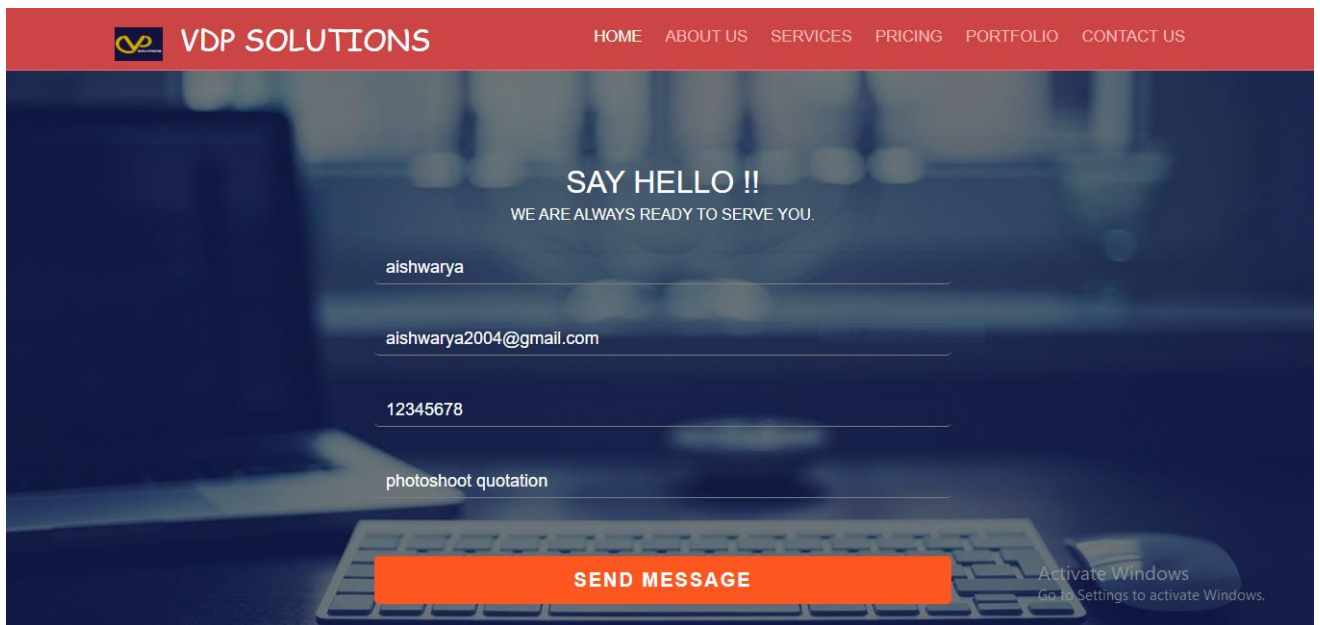 VDP SOLUTIONS
HOME ABOUT US SERVICES PRICING PORTFOLIO CONTACT US
SAY HELLO !!
WE ARE ALWAYS READY TO SERVE YOU.
aishwarya
aishwarya2004@gmail.com
12345678
photoshoot quotation
SEND MESSAGE
Activate Windows
Go to Settings to activate Windows.